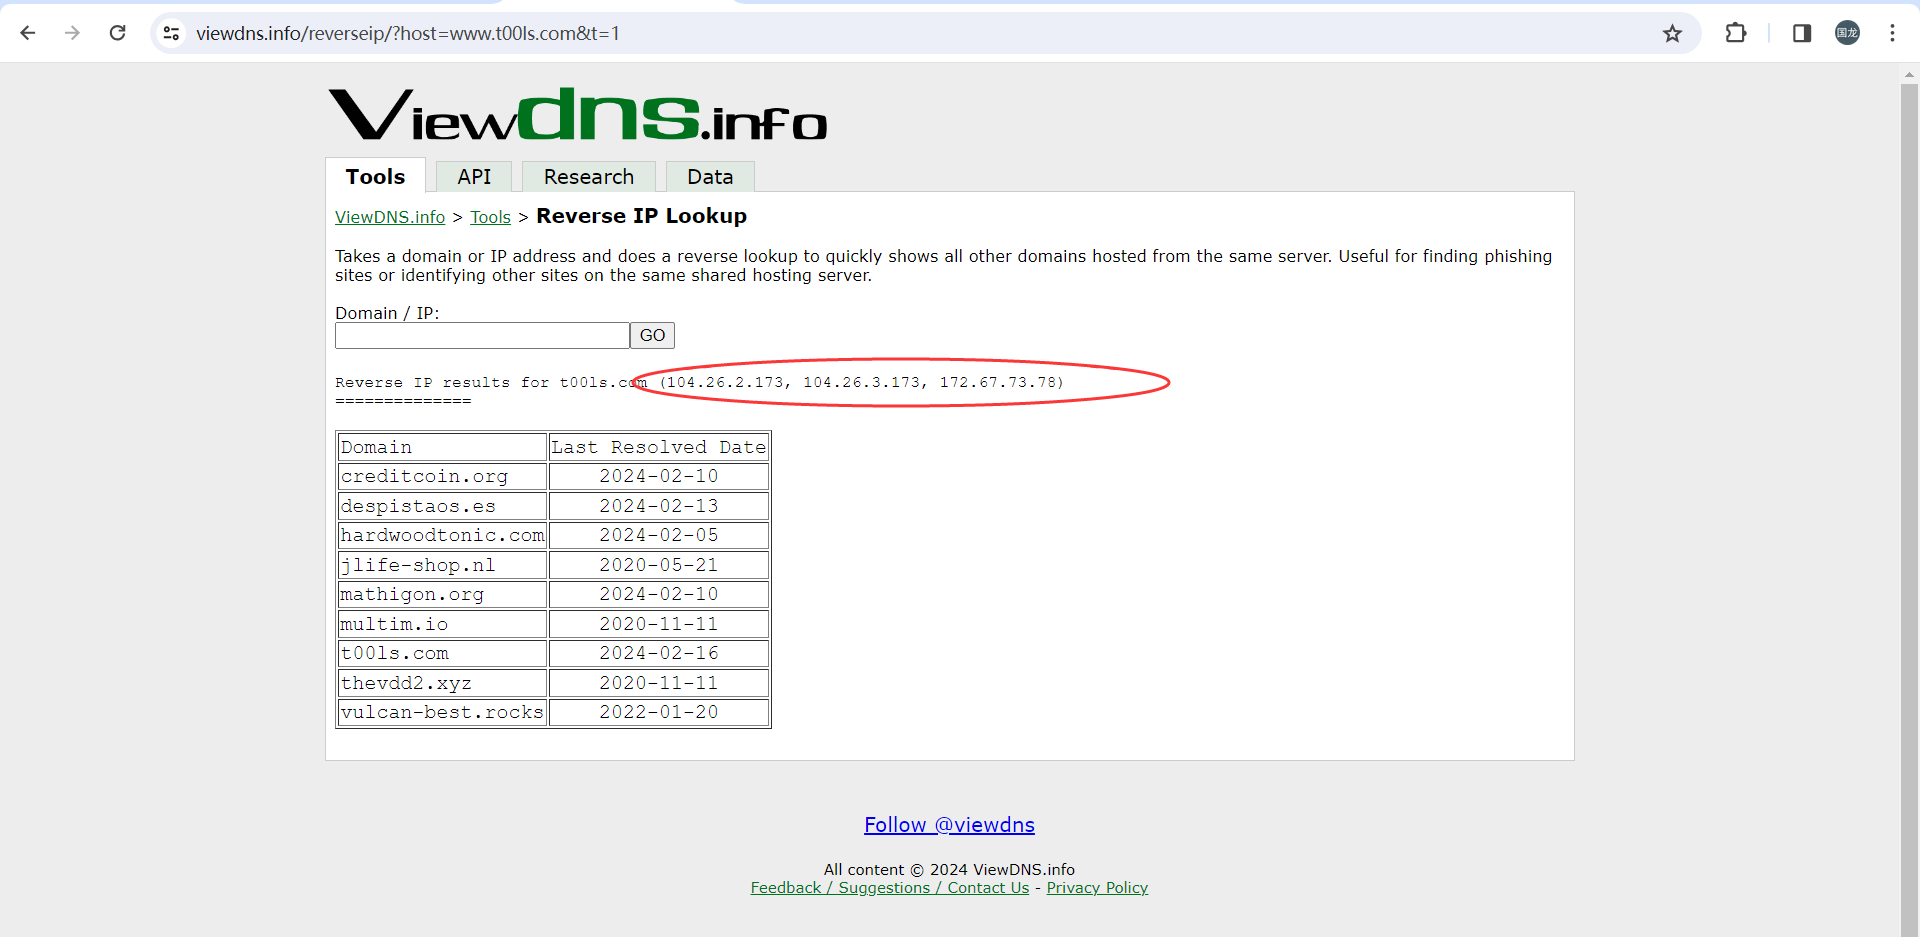 viewdns.info/reverseip/?host=www.t00ls.com&t=1
国龙
Viewdns.info
Tools API Research Data
ViewDNS.info > Tools > Reverse IP Lookup
Takes a domain or IP address and does a reverse lookup to quickly shows all other domains hosted from the same server. Useful for finding phishing
sites or identifying other sites on the same shared hosting server.
Domain / IP:
GO
Reverse IP results for t00ls.com (104.26.2.173, 104.26.3.173, 172.67.73.78)
==============
Domain Last Resolved Date
creditcoin.org 2024-02-10
despistaos.es 2024-02-13
hardwoodtonic.com 2024-02-05
jlife-shop.nl 2020-05-21
mathigon.org 2024-02-10
multim.io 2020-11-11
t00ls.com 2024-02-16
thevdd2.xyz 2020-11-11
vulcan-best.rocks 2022-01-20
Follow @viewdns
All content © 2024 ViewDNS.info
Feedback / Suggestions / Contact Us - Privacy Policy